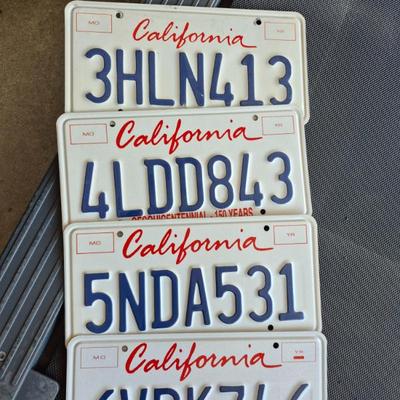 MO California YR
3HLN413
MO California YR
4LDD843
SESQUICENTENNIAL - 150 YEARS
MO California YR
5NDA531
MO California YR